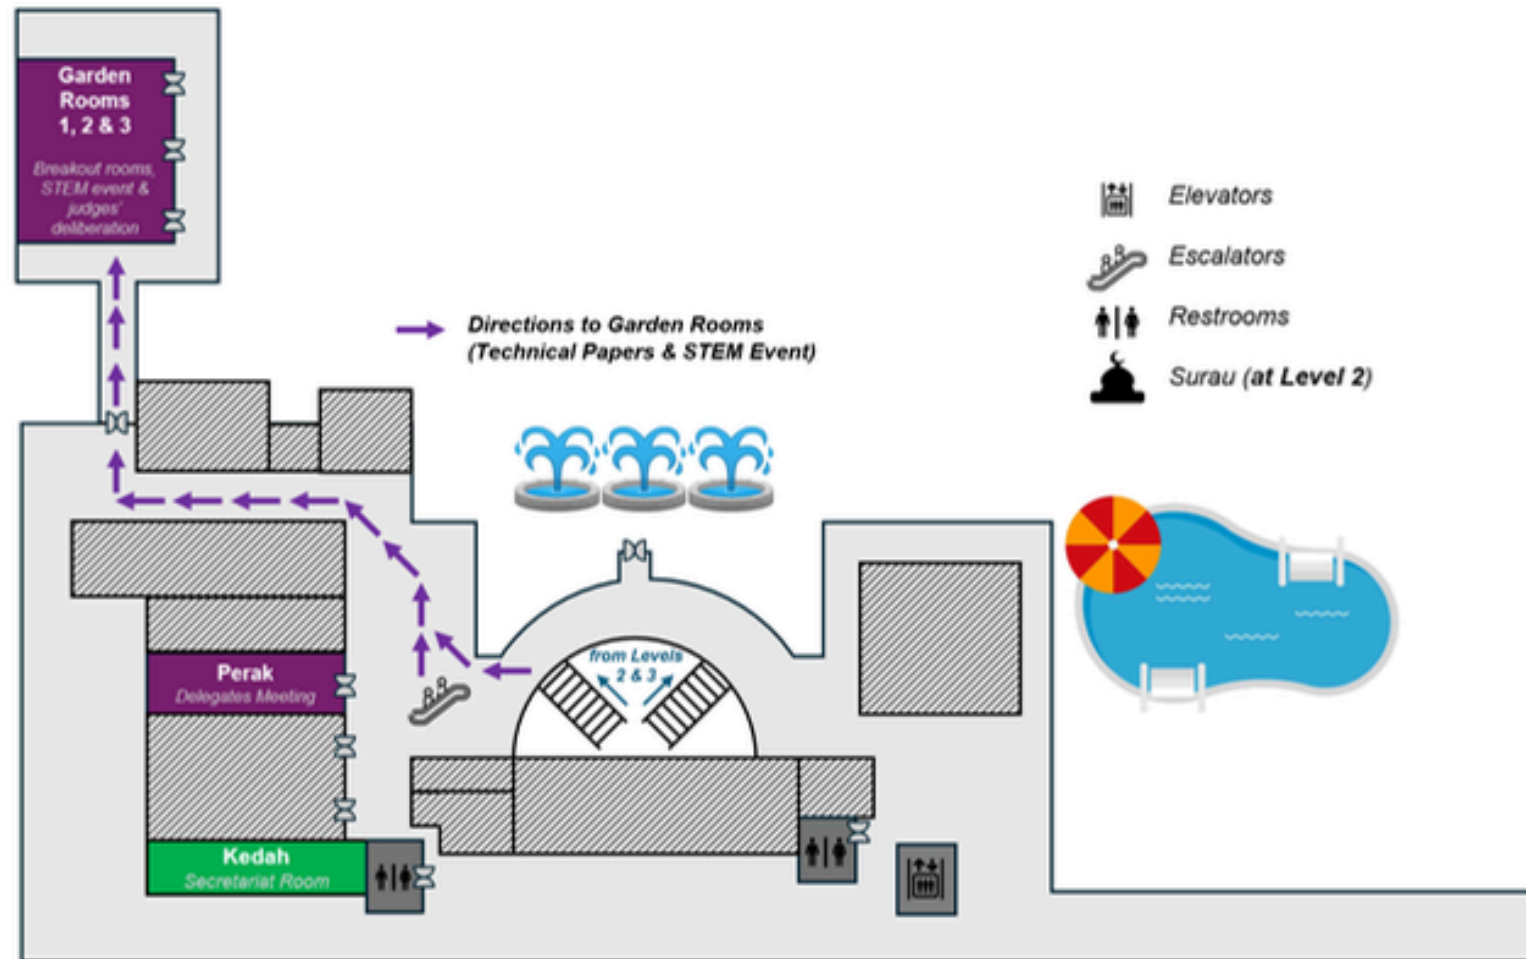 Garden
Rooms
1, 2 & 3
Breakout rooms,
STEM event &
judges'
deliberation
Elevators
Escalators
Restrooms
Surau (at Level 2)
Directions to Garden Rooms
(Technical Papers & STEM Event)
from Levels
2 & 3
Perak
Delegates Meeting
Kedah
Secretariat Room